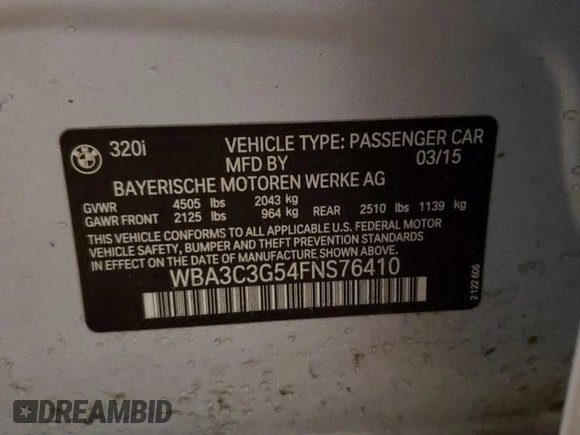 320i VEHICLE TYPE: PASSENGER CAR
MFD BY 03/15
BAYERISCHE MOTOREN WERKE AG
GVWR 4505 lbs 2043 kg
GAWR FRONT 2125 lbs 964 kg REAR 2510 lbs 1139 kg
THIS VEHICLE CONFORMS TO ALL APPLICABLE U.S. FEDERAL MOTOR
VEHICLE SAFETY, BUMPER AND THEFT PREVENTION STANDARDS
IN EFFECT ON THE DATE OF MANUFACTURE SHOWN ABOVE.
WBA3C3G54FNS76410
2 122 606
DREAMBID